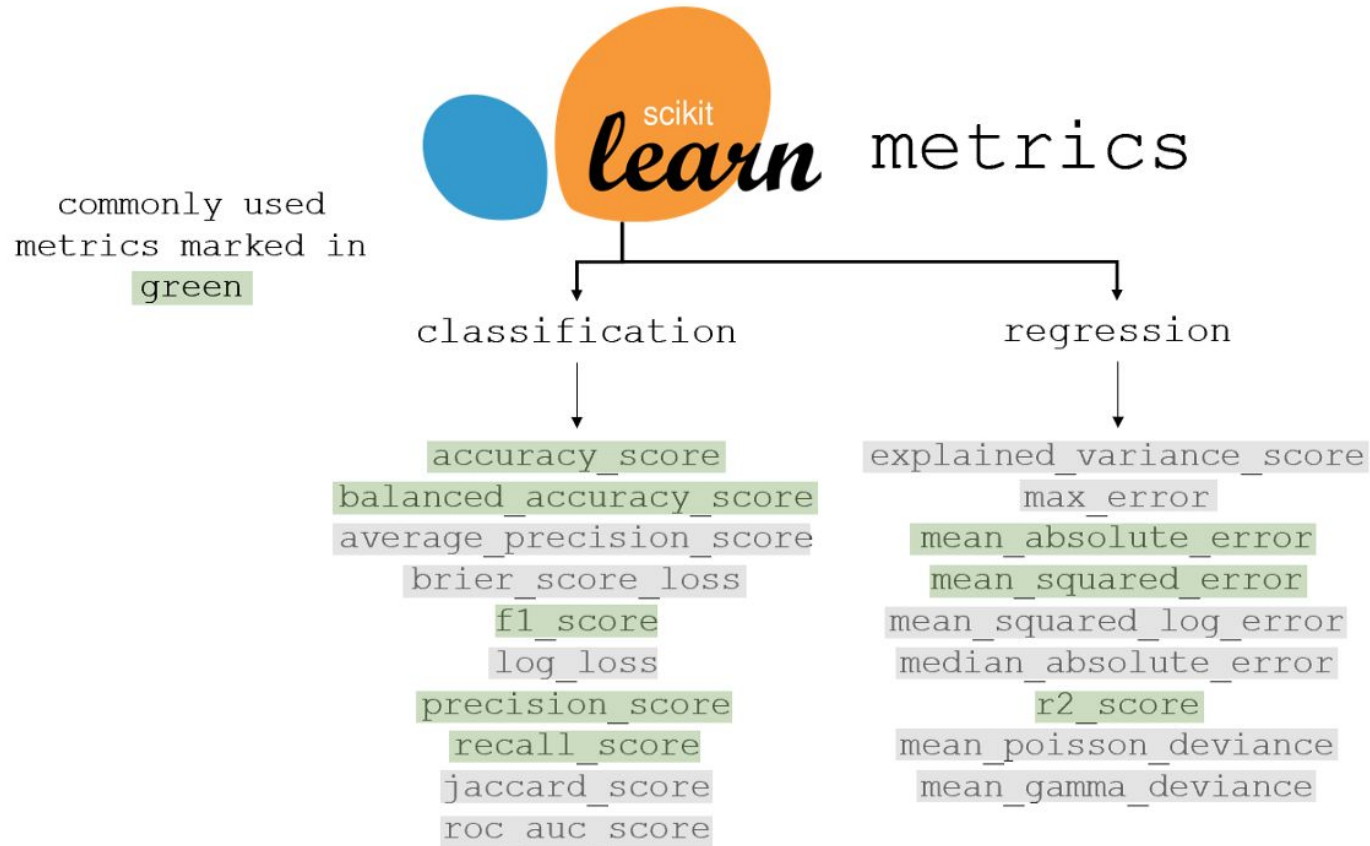 scikit
learn metrics
commonly used
metrics marked in
green
classification
accuracy_score
balanced_accuracy_score
average_precision_score
brier_score_loss
f1_score
log_loss
precision_score
recall_score
jaccard_score
roc_auc_score
regression
explained_variance_score
max_error
mean_absolute_error
mean_squared_error
mean_squared_log_error
median_absolute_error
r2_score
mean_poisson_deviance
mean_gamma_deviance